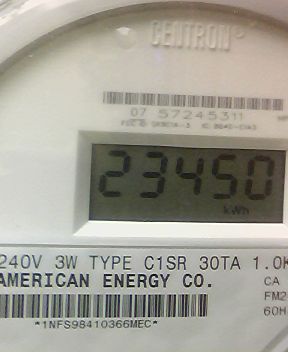 CENTRON®
07 57245311
23450
kWh
240V 3W TYPE C1SR 30TA 1.0K
AMERICAN ENERGY CO.
CA
FM2
60H
*1NFS98410366MEC*